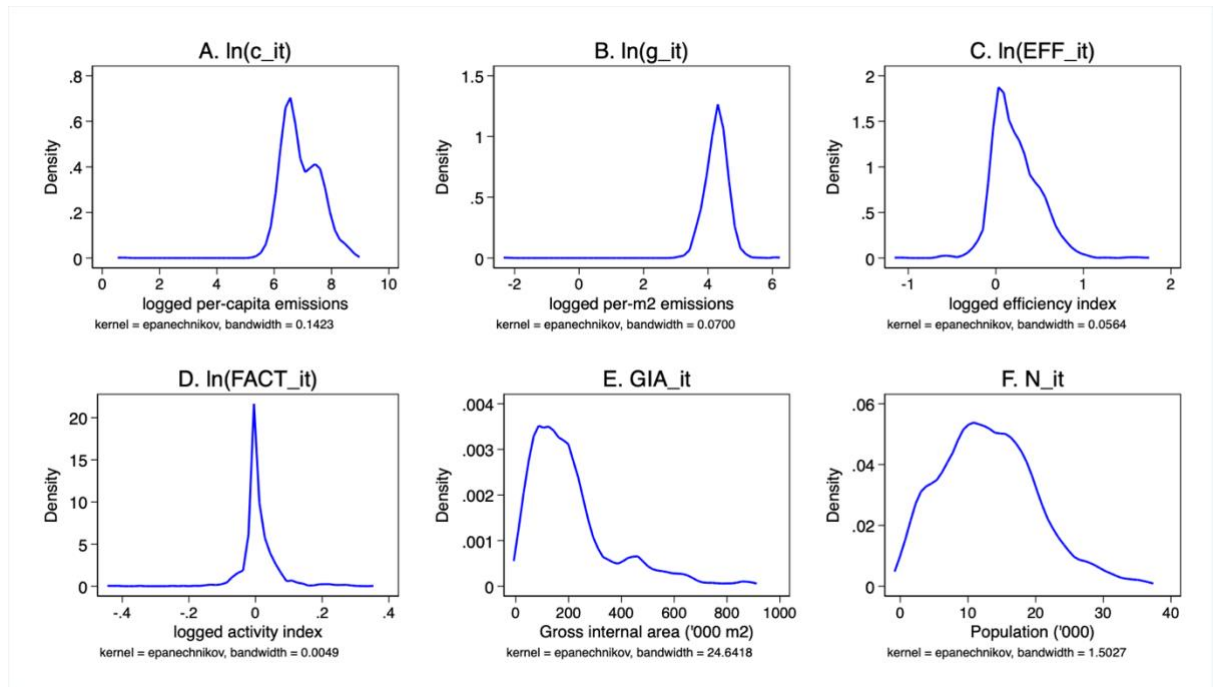 A. ln(c_it)
.8
.6
.4
.2
0
Density
0 2 4 6 8 10
logged per-capita emissions
kernel = epanechnikov, bandwidth = 0.1423
B. ln(g_it)
1.5
1
.5
0
Density
-2 0 2 4 6
logged per-m2 emissions
kernel = epanechnikov, bandwidth = 0.0700
C. ln(EFF_it)
2
1.5
1
.5
0
Density
-1 0 1 2
logged efficiency index
kernel = epanechnikov, bandwidth = 0.0564
D. ln(FACT_it)
20
15
10
5
0
Density
-.4 -.2 0 .2 .4
logged activity index
kernel = epanechnikov, bandwidth = 0.0049
E. GIA_it
.004
.003
.002
.001
0
Density
0 200 400 600 800 1000
Gross internal area ('000 m2)
kernel = epanechnikov, bandwidth = 24.6418
F. N_it
.06
.04
.02
0
Density
0 10 20 30 40
Population ('000)
kernel = epanechnikov, bandwidth = 1.5027